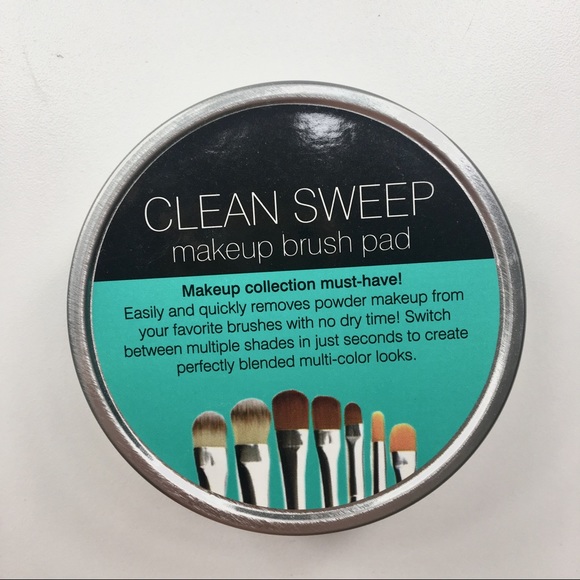 CLEAN SWEEP
makeup brush pad
Makeup collection must-have!
Easily and quickly removes powder makeup from
your favorite brushes with no dry time! Switch
between multiple shades in just seconds to create
perfectly blended multi-color looks.